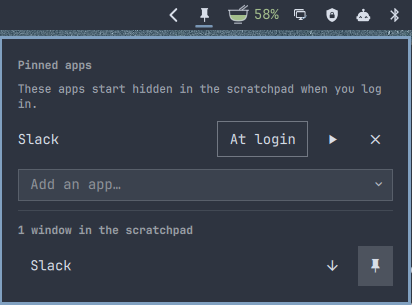 58%
Pinned apps
These apps start hidden in the scratchpad when you log
in.
Slack At login
Add an app…
1 window in the scratchpad
Slack